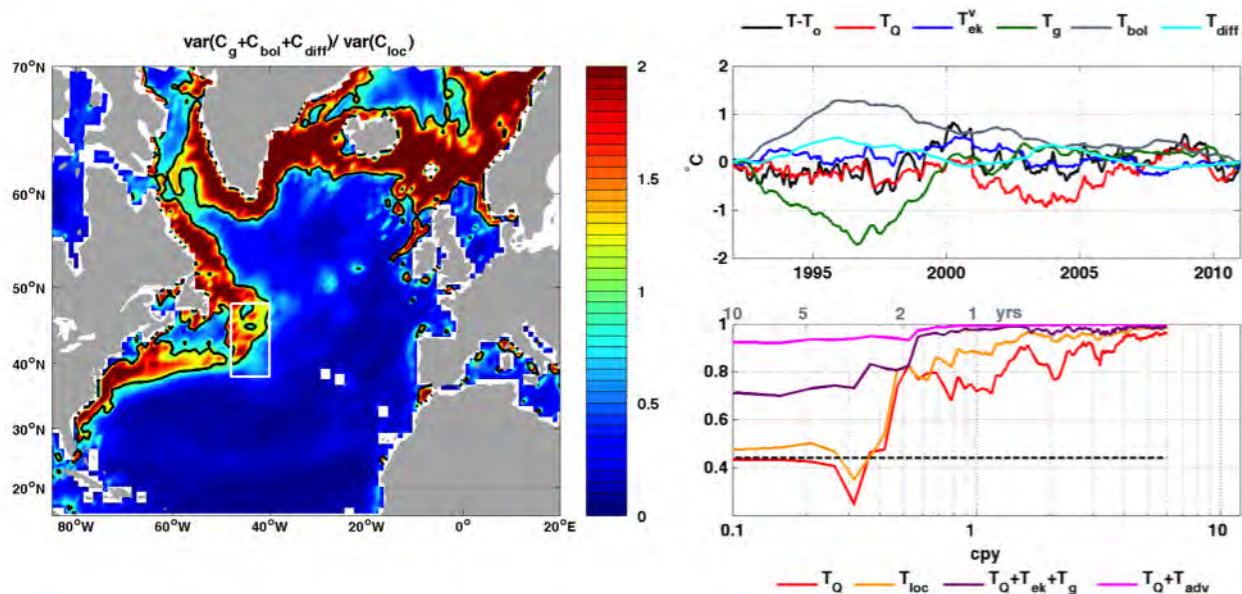 var(C_g+C_bol+C_diff)/ var(C_loc)
70°N
60°N
50°N
40°N
30°N
20°N
80°W
60°W
40°W
20°W
0°
20°E
2
1.5
1
0.5
0
T-T_o
T_Q
T_ek^v
T_g
T_bol
T_diff
2
1
0
-1
-2
°C
1995
2000
2005
2010
10
5
2
1
yrs
1
0.8
0.6
0.4
0.1
1
10
cpy
T_Q
T_loc
T_Q+T_ek+T_g
T_Q+T_adv